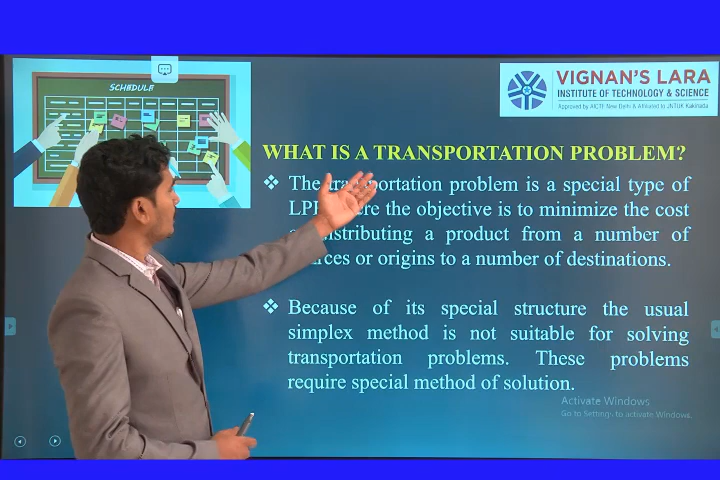 SCHEDULE
VIGNAN'S LARA
INSTITUTE OF TECHNOLOGY & SCIENCE
Approved by AICTE New Delhi & Affiliated to JNTUK Kakinada
WHAT IS A TRANSPORTATION PROBLEM?
❖ The transportation problem is a special type of
the objective is to minimize the cost
distributing a product from a number of
or origins to a number of destinations.
❖ Because of its special structure the usual
simplex method is not suitable for solving
transportation problems. These problems
require special method of solution.
Activate Windows
Go to Settings to activate Windows.